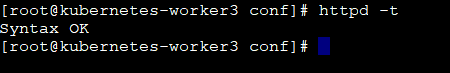 [root@kubernetes-worker3 conf]# httpd -t
Syntax OK
[root@kubernetes-worker3 conf]#